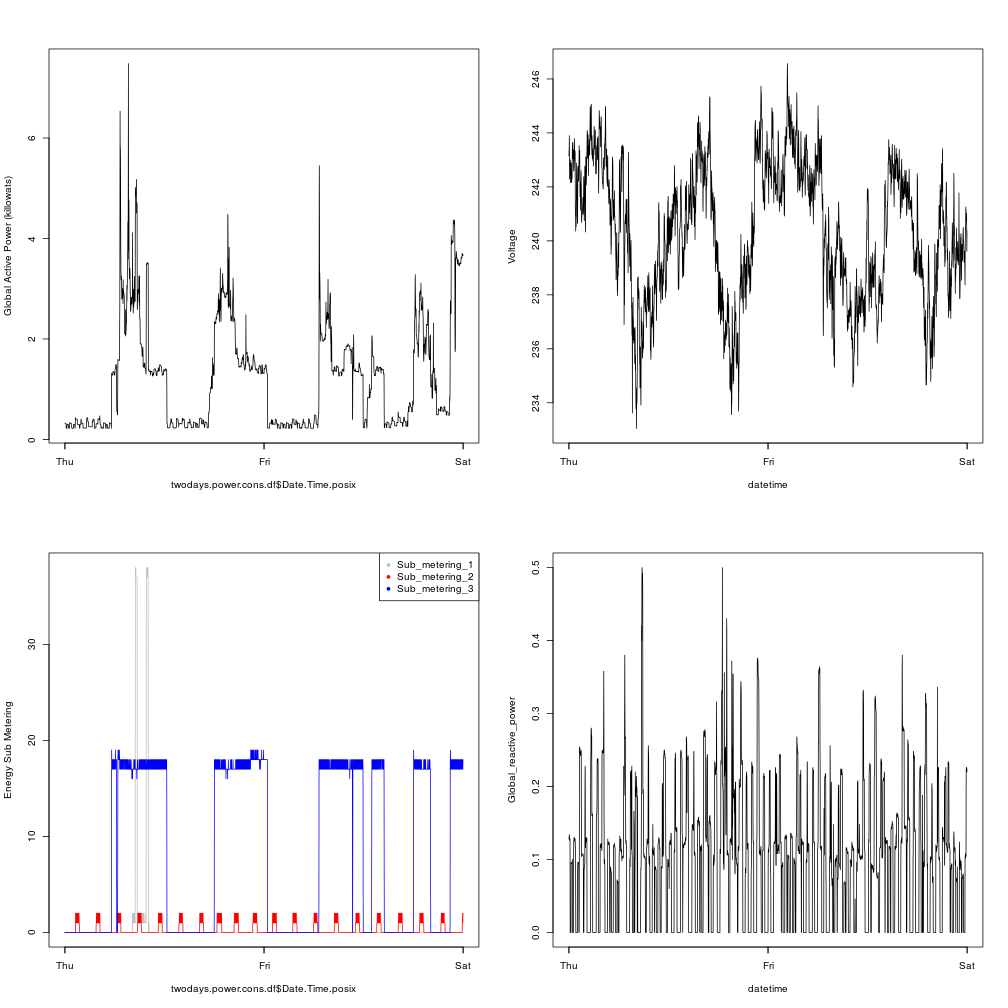 Global Active Power (killowats)
6
4
2
0
Thu Fri Sat
twodays.power.cons.df$Date.Time.posix
Voltage
246
244
242
240
238
236
234
Thu Fri Sat
datetime
Energy Sub Metering
30
20
10
0
Sub_metering_1
Sub_metering_2
Sub_metering_3
Thu Fri Sat
twodays.power.cons.df$Date.Time.posix
Global_reactive_power
0.5
0.4
0.3
0.2
0.1
0.0
Thu Fri Sat
datetime